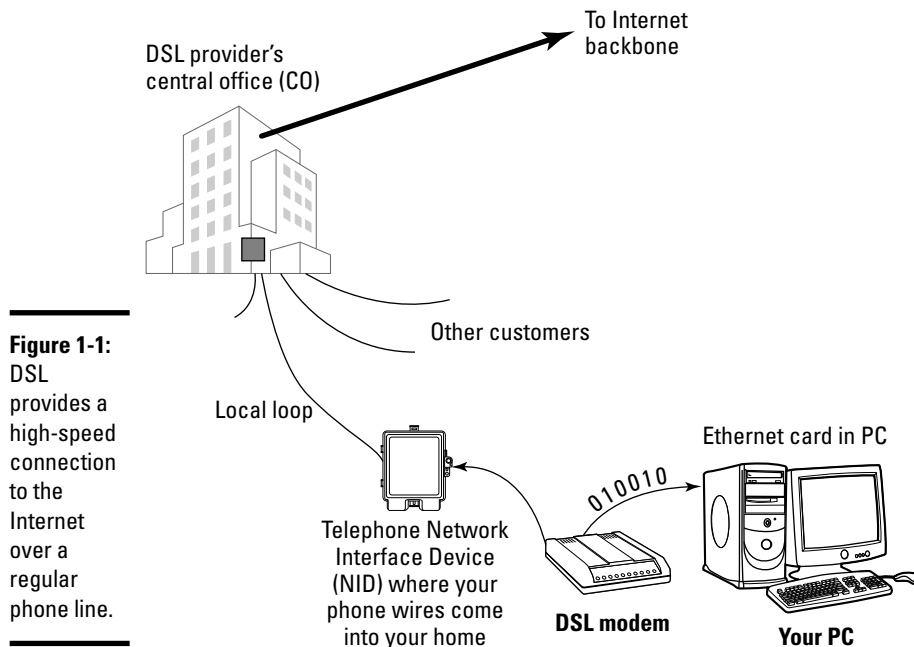 To Internet
backbone
DSL provider's
central office (CO)
Other customers
Figure 1-1:
DSL
provides a
high-speed
connection
to the
Internet
over a
regular
phone line.
Local loop
Ethernet card in PC
010010
Telephone Network
Interface Device
(NID) where your
phone wires come
into your home
DSL modem
Your PC